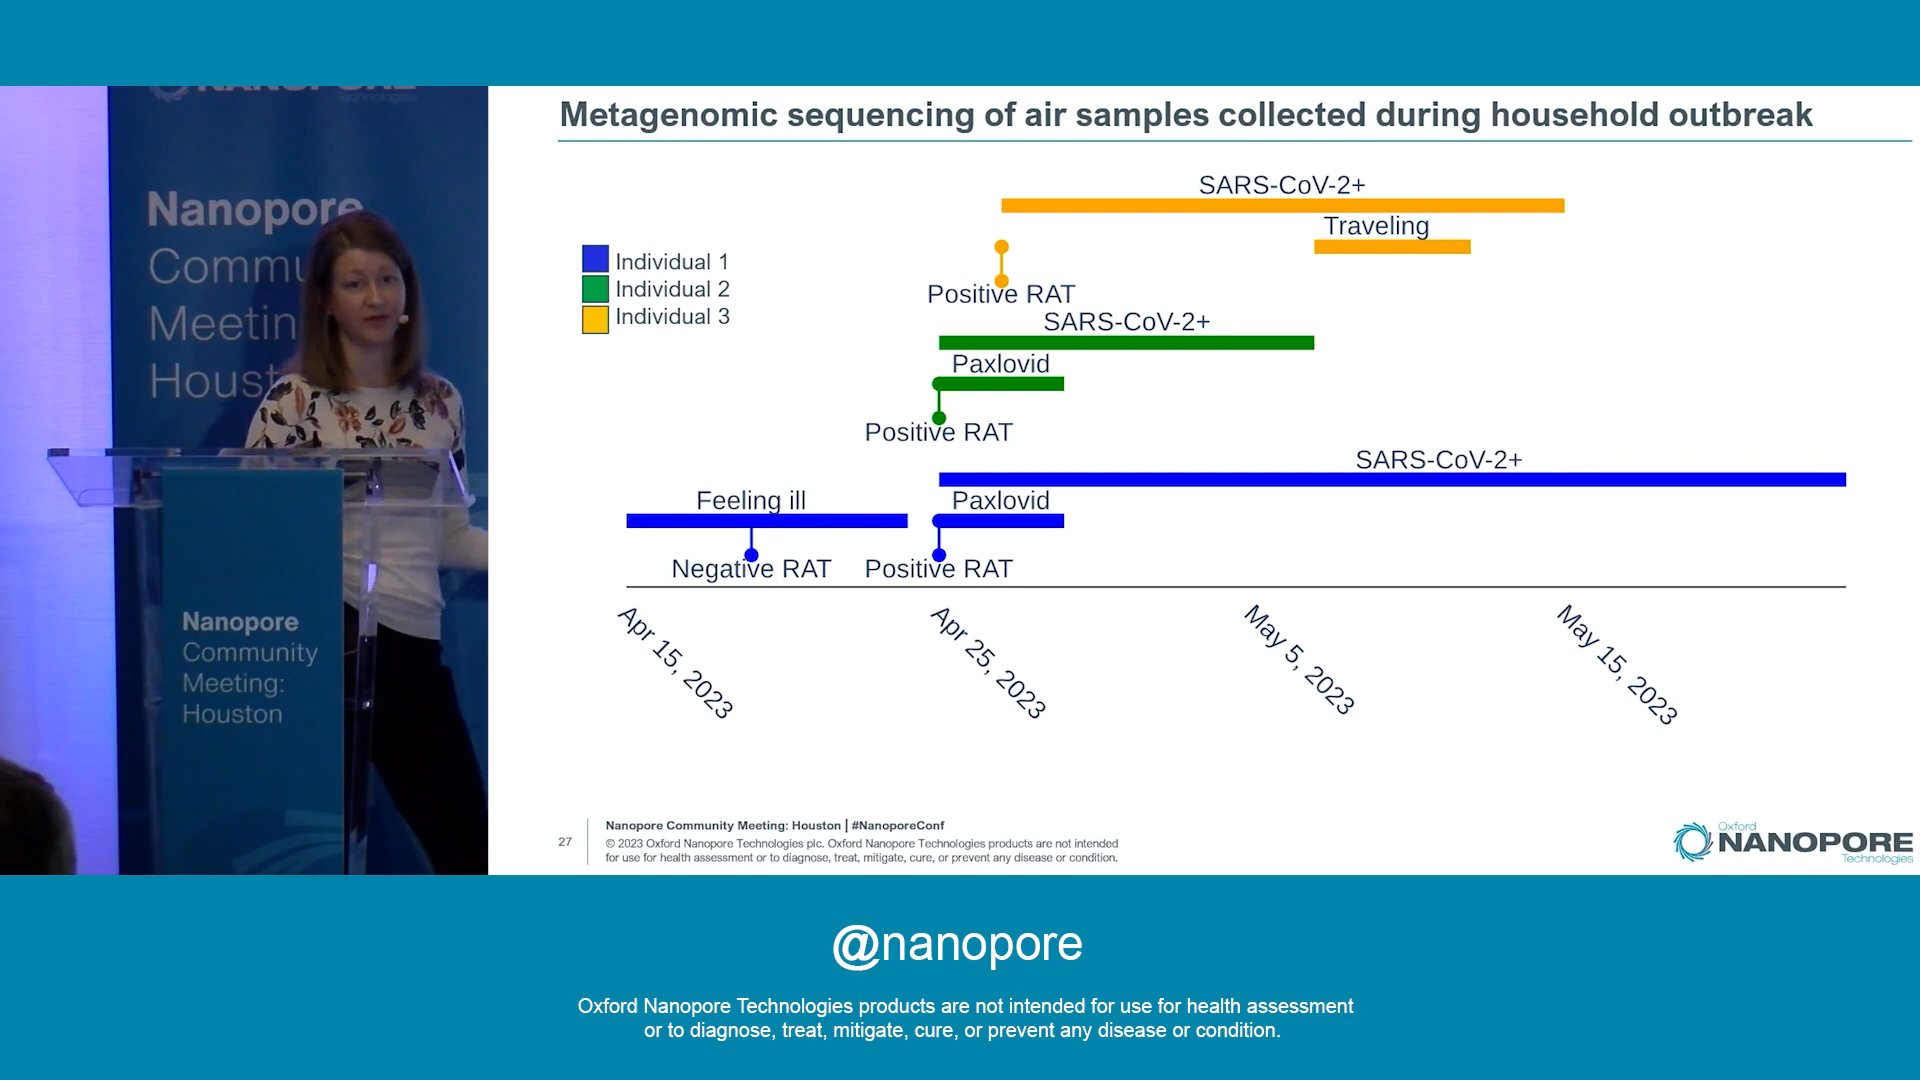 NANOPORE
Technologies
Nanopore
Commu
Meetin
Houst
Nanopore
Community
Meeting:
Houston
Metagenomic sequencing of air samples collected during household outbreak
Individual 1
Individual 2
Individual 3
SARS-CoV-2+
Traveling
Positive RAT
SARS-CoV-2+
Paxlovid
Positive RAT
SARS-CoV-2+
Feeling ill
Paxlovid
Negative RAT
Positive RAT
Apr 15, 2023
Apr 25, 2023
May 5, 2023
May 15, 2023
27
Nanopore Community Meeting: Houston | #NanoporeConf
© 2023 Oxford Nanopore Technologies plc. Oxford Nanopore Technologies products are not intended
for use for health assessment or to diagnose, treat, mitigate, cure, or prevent any disease or condition.
Oxford
NANOPORE
Technologies
@nanopore
Oxford Nanopore Technologies products are not intended for use for health assessment
or to diagnose, treat, mitigate, cure, or prevent any disease or condition.